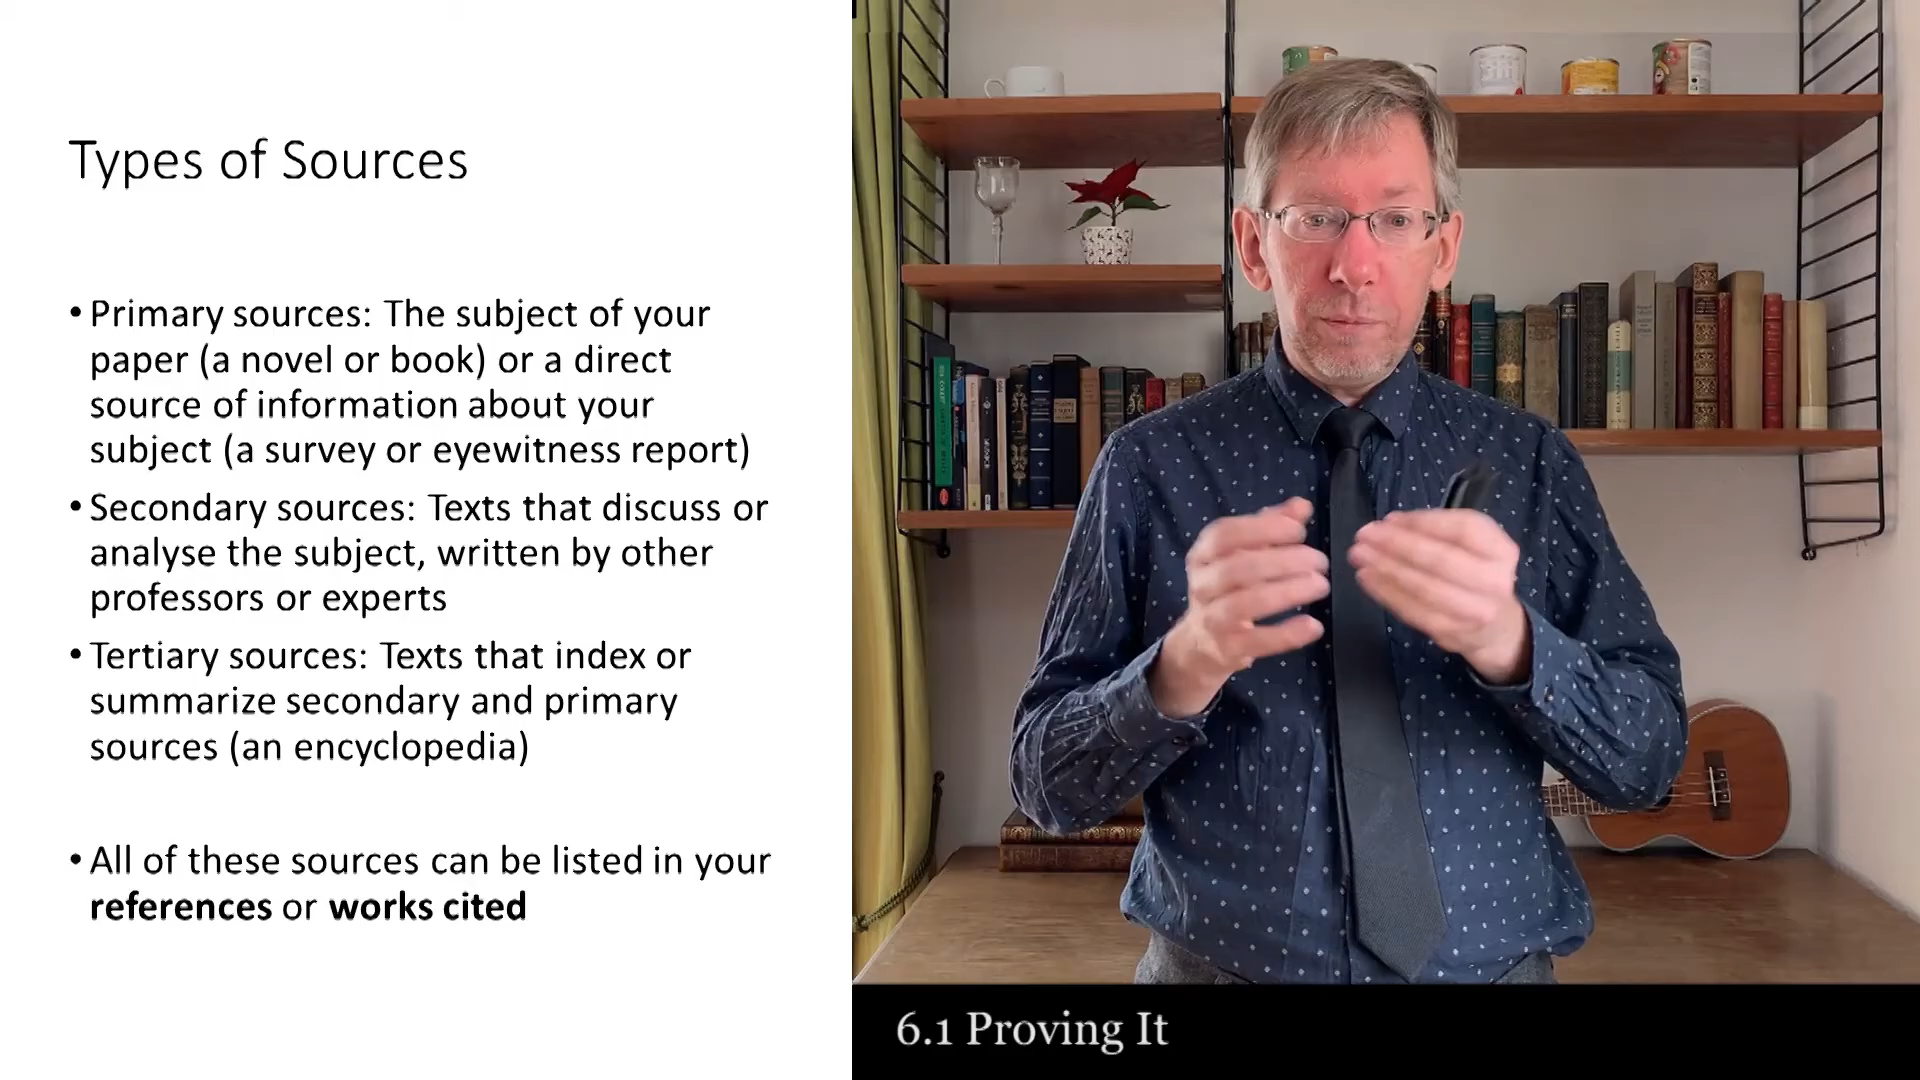 Types of Sources
• Primary sources: The subject of your
paper (a novel or book) or a direct
source of information about your
subject (a survey or eyewitness report)
• Secondary sources: Texts that discuss or
analyse the subject, written by other
professors or experts
• Tertiary sources: Texts that index or
summarize secondary and primary
sources (an encyclopedia)
• All of these sources can be listed in your
references or works cited
6.1 Proving It